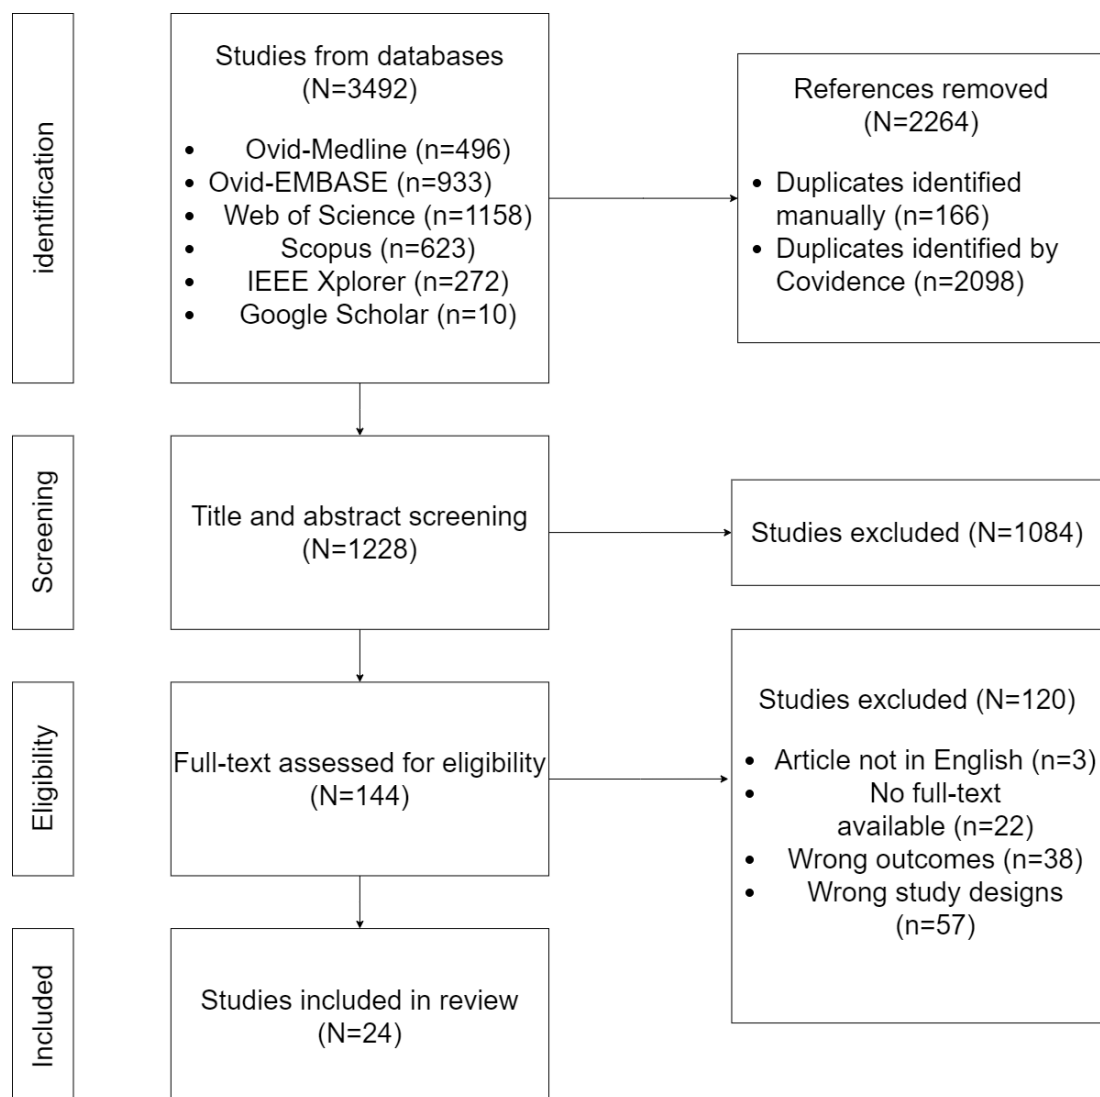 identification
Studies from databases
(N=3492)
• Ovid-Medline (n=496)
• Ovid-EMBASE (n=933)
• Web of Science (n=1158)
• Scopus (n=623)
• IEEE Xplorer (n=272)
• Google Scholar (n=10)
References removed
(N=2264)
• Duplicates identified
manually (n=166)
• Duplicates identified by
Covidence (n=2098)
Screening
Title and abstract screening
(N=1228)
Studies excluded (N=1084)
Eligibility
Full-text assessed for eligibility
(N=144)
Studies excluded (N=120)
• Article not in English (n=3)
• No full-text
available (n=22)
• Wrong outcomes (n=38)
• Wrong study designs
(n=57)
Included
Studies included in review
(N=24)